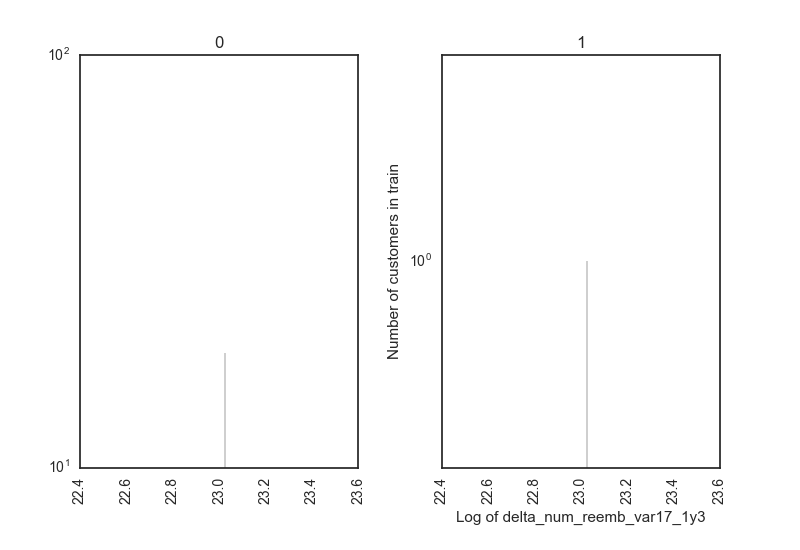 0
10²
10¹
22.4 22.6 22.8 23.0 23.2 23.4 23.6
1
Number of customers in train
10⁰
22.4 22.6 22.8 23.0 23.2 23.4 23.6
Log of delta_num_reemb_var17_1y3